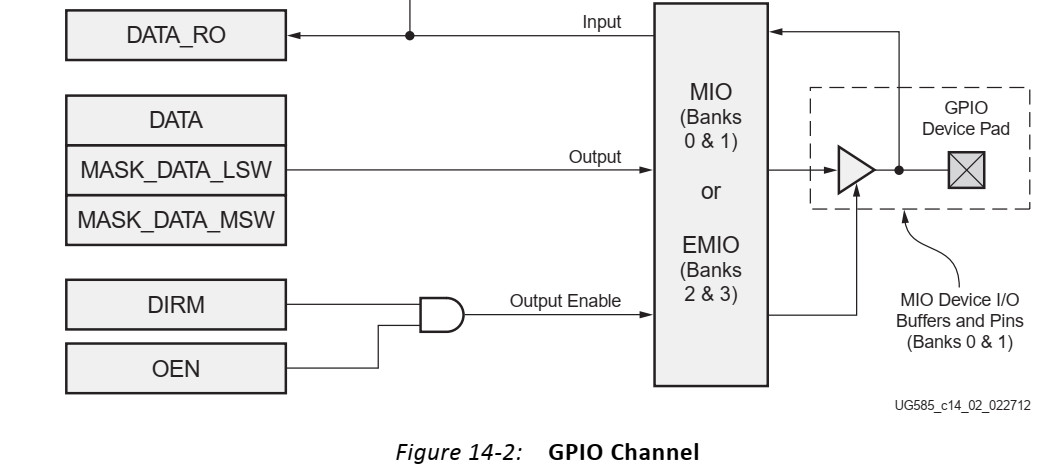 DATA_RO
Input
DATA
MASK_DATA_LSW
MASK_DATA_MSW
Output
DIRM
OEN
Output Enable
MIO
(Banks
0 & 1)
or
EMIO
(Banks
2 & 3)
GPIO
Device Pad
MIO Device I/O
Buffers and Pins
(Banks 0 & 1)
UG585_c14_02_022712
Figure 14-2: GPIO Channel